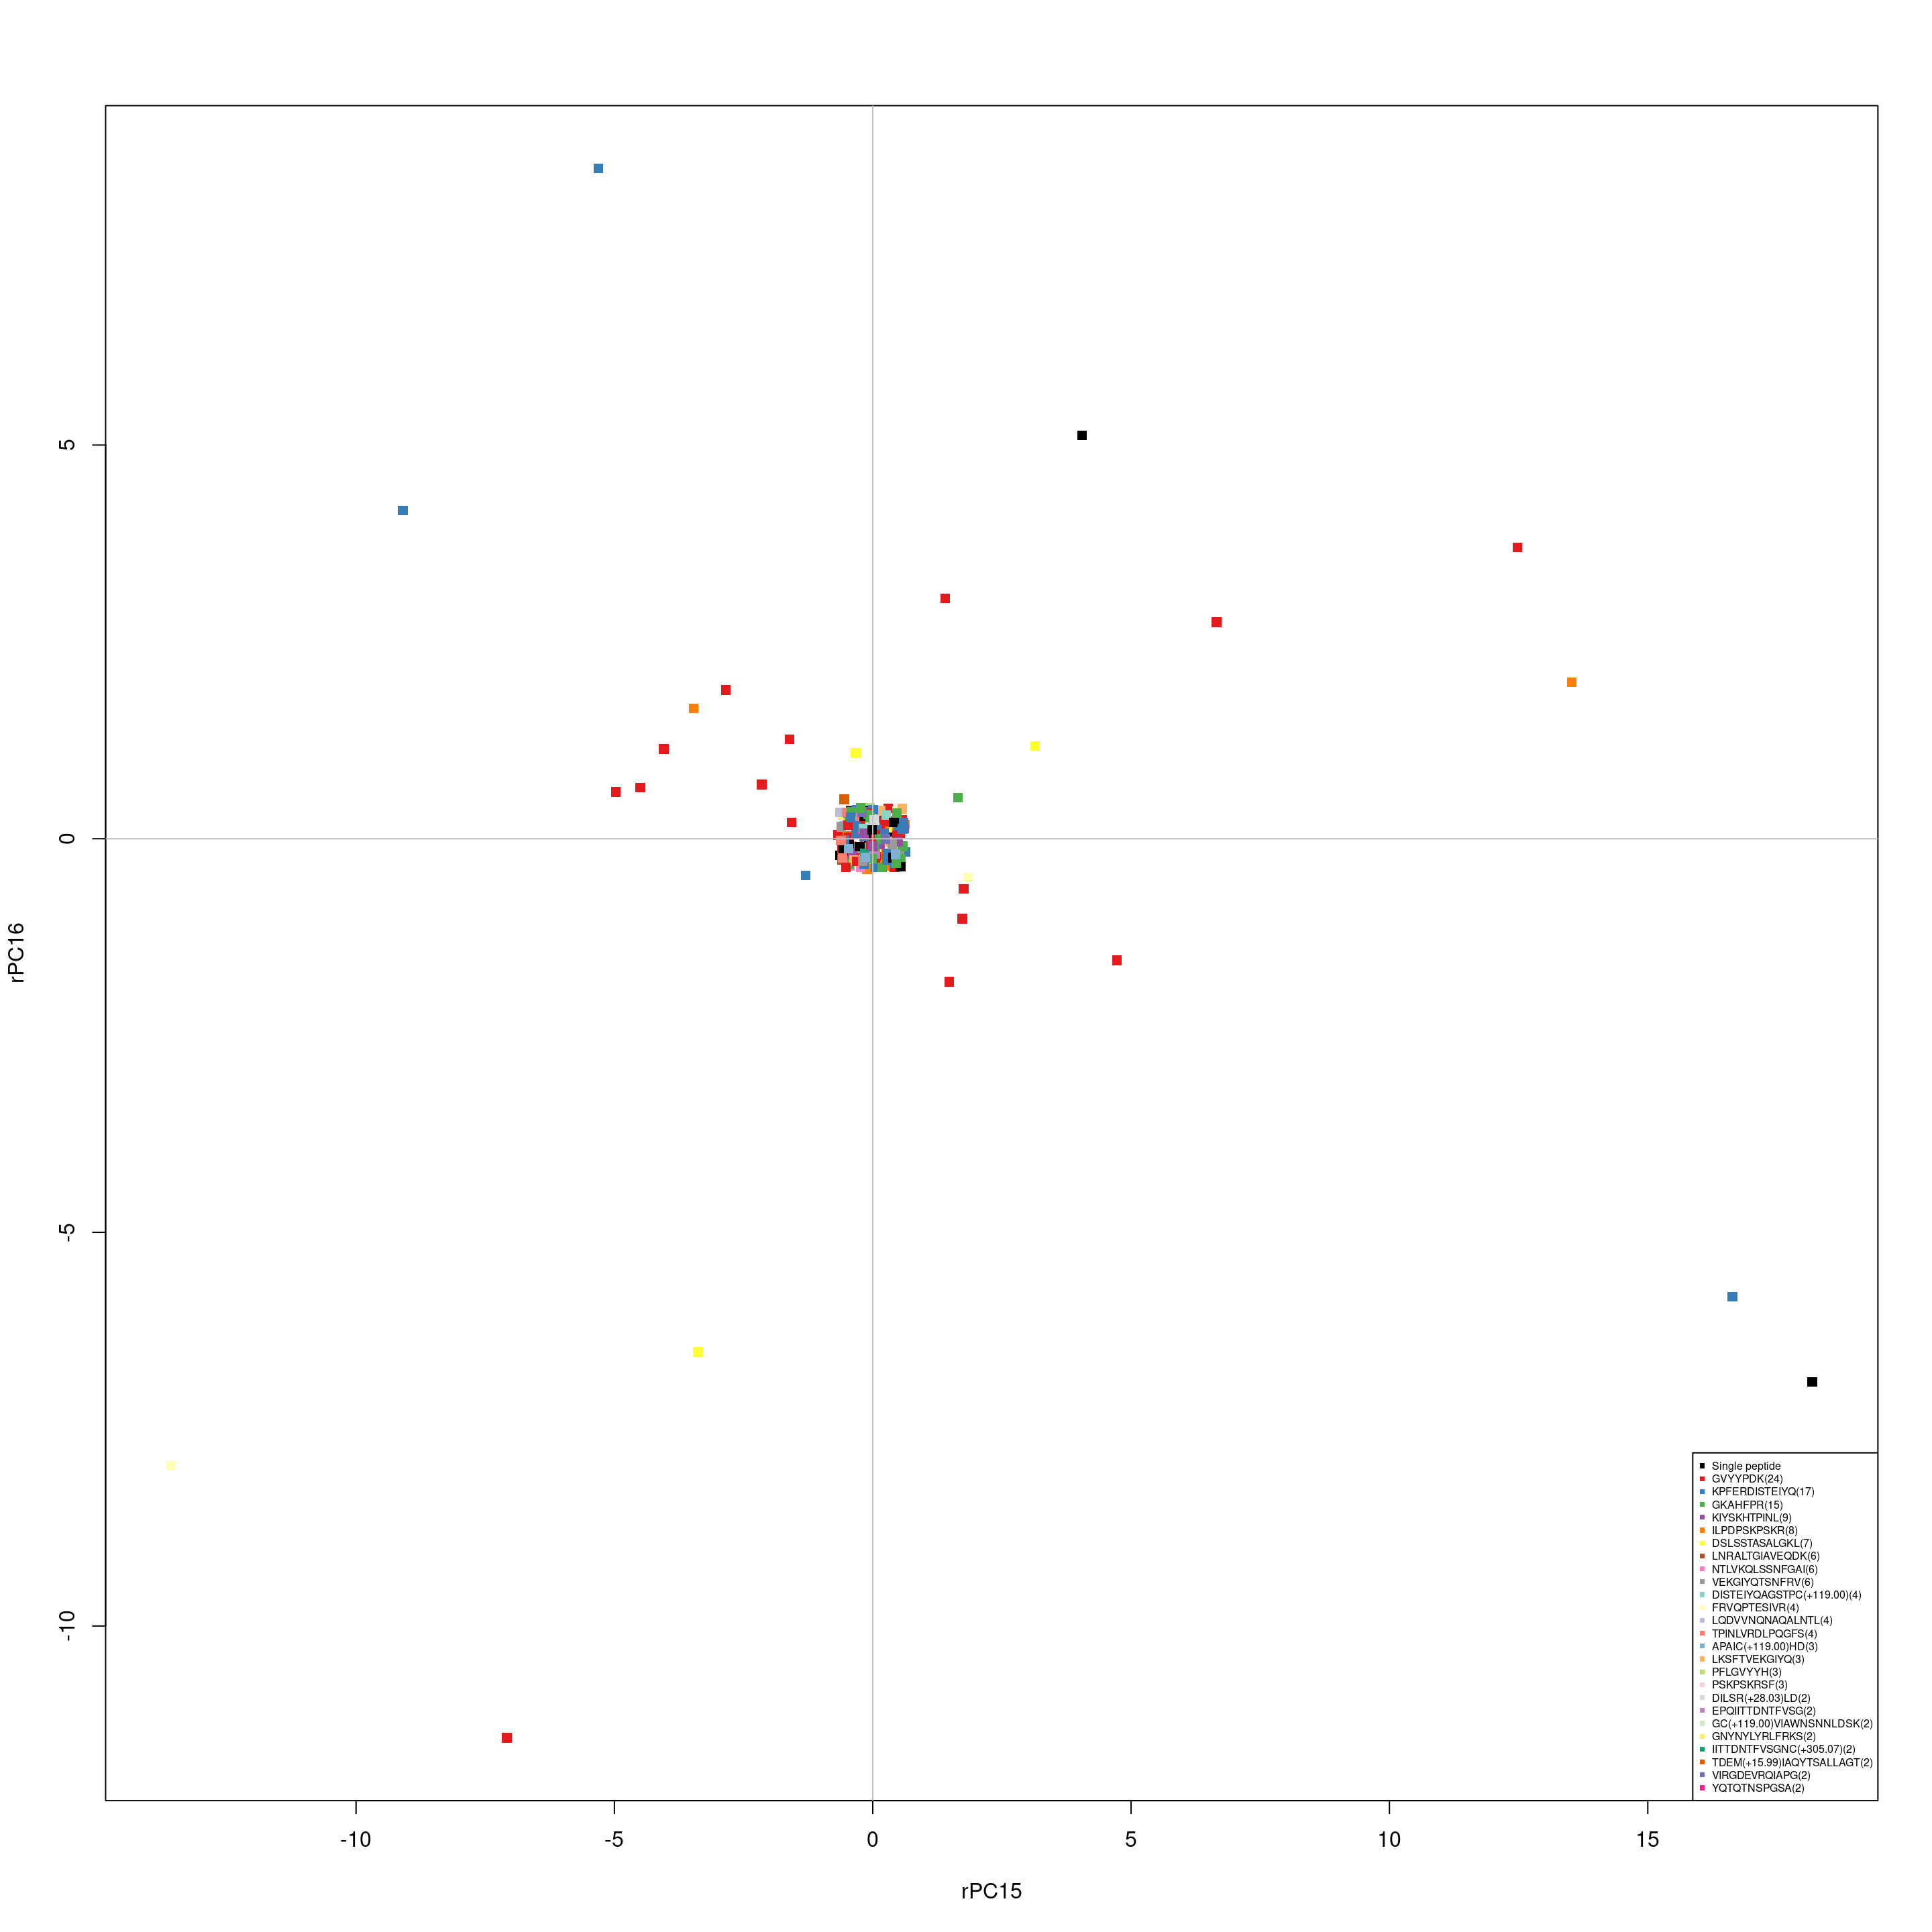 5
0
-5
-10
rPC16
-10
-5
0
5
10
15
rPC15
Single peptide
GVYYPDK(24)
KPFERDISTEIYQ(17)
GKAHFPR(15)
KIYSKHTPINL(9)
ILPDPSKPSKR(8)
DSLSSTASALGKL(7)
LNRALTGIAVEQDK(6)
NTLVKQLSSNFGAI(6)
VEKGIYQTSNFRV(6)
DISTEIYQAGSTPC(+119.00)(4)
FRVQPTESIVR(4)
LQDVVNQNAQALNTL(4)
TPINLVRDLPQGFS(4)
APAIC(+119.00)HD(3)
LKSFTVEKGIYQ(3)
PFLGVYYH(3)
PSKPSKRSF(3)
DILSR(+28.03)LD(2)
EPQIITTDNTFVSG(2)
GC(+119.00)VIAWNSNNLDSK(2)
GNYNYLYRLFRKS(2)
IITTDNTFVSGNC(+305.07)(2)
TDEM(+15.99)IAQYTSALLAGT(2)
VIRGDEVRQIAPG(2)
YQTQTNSPGSA(2)